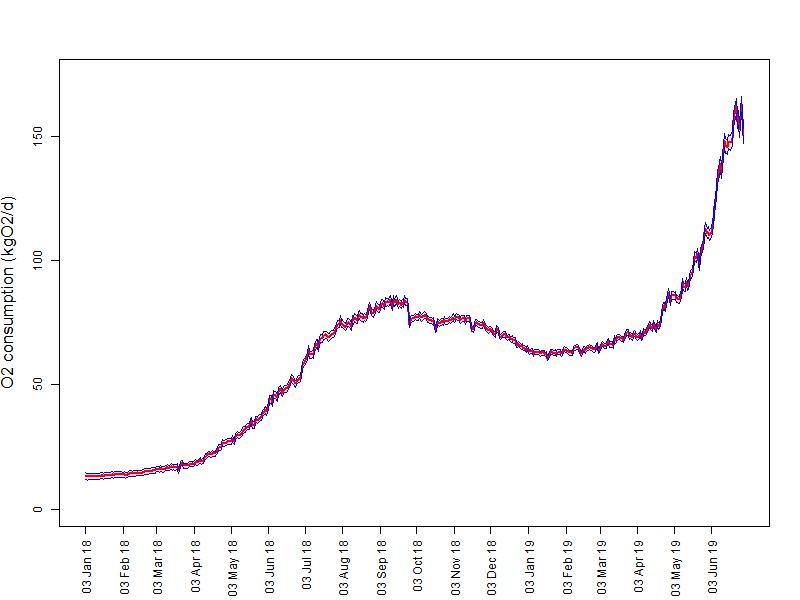 O2 consumption (kgO2/d)
150
100
50
0
03 Jan 18
03 Feb 18
03 Mar 18
03 Apr 18
03 May 18
03 Jun 18
03 Jul 18
03 Aug 18
03 Sep 18
03 Oct 18
03 Nov 18
03 Dec 18
03 Jan 19
03 Feb 19
03 Mar 19
03 Apr 19
03 May 19
03 Jun 19